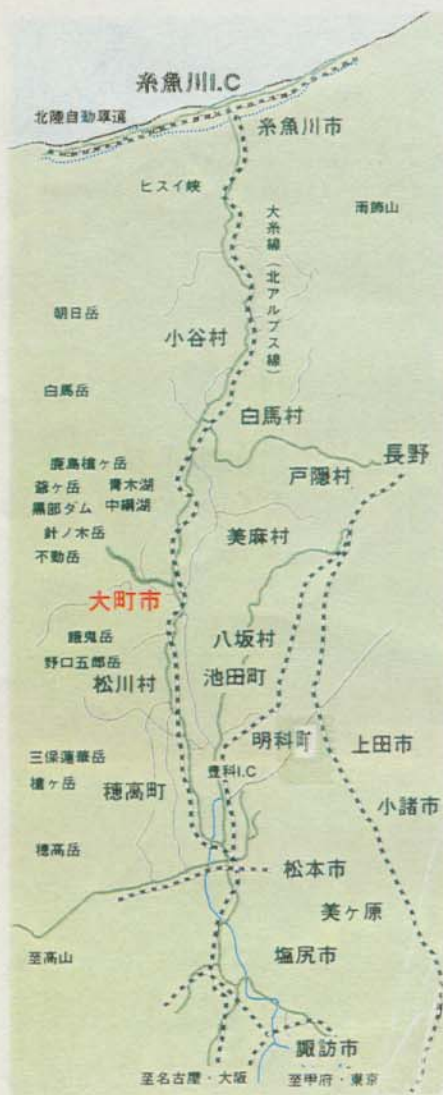 糸魚川I.C
北陸自動車道
糸魚川市
ヒスイ峡
雨飾山
大糸線（北アルプス線）
朝日岳
小谷村
白馬岳
白馬村
長野
鹿島槍ヶ岳
戸隠村
爺ヶ岳
青木湖
黒部ダム
中綱湖
美麻村
針ノ木岳
不動岳
大町市
餓鬼岳
八坂村
野口五郎岳
池田町
松川村
明科町
上田市
三保蓮華岳
豊科I.C
槍ヶ岳
穂高町
小諸市
穂高岳
松本市
美ヶ原
至高山
塩尻市
諏訪市
至名古屋・大阪
至甲府・東京